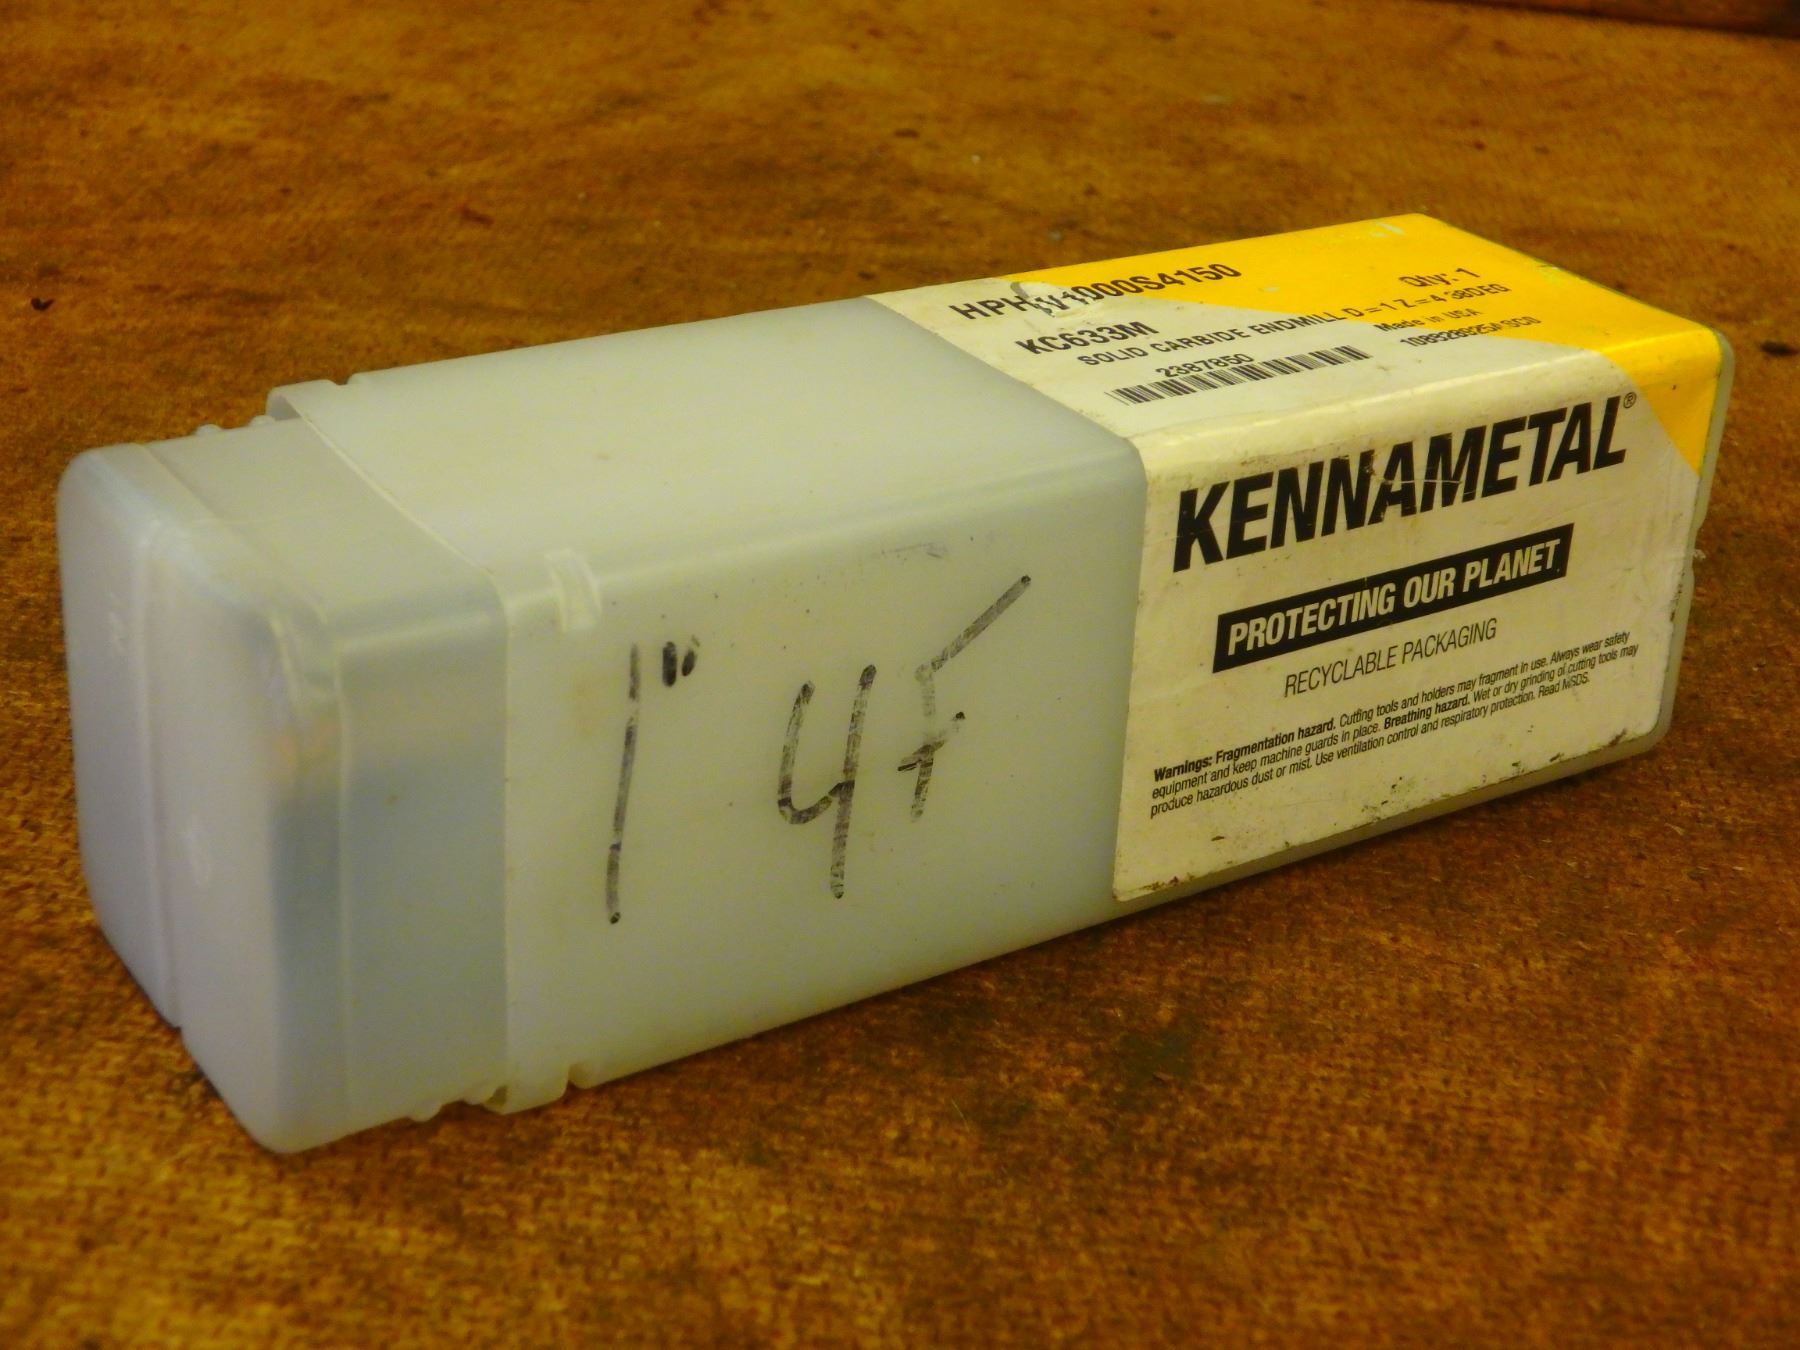 HPHV1000S4150
KC633M
SOLID CARBIDE ENDMILL D=1 Z=4 38DEG
2387850
Qty: 1
Made in USA
KENNAMETAL®
PROTECTING OUR PLANET
RECYCLABLE PACKAGING
Warnings: Fragmentation hazard. Cutting tools and holders may fragment in use. Always wear safety
equipment and keep machine guards in place. Breathing hazard. Wet or dry grinding of cutting tools may
produce hazardous dust or mist. Use ventilation control and respiratory protection. Read MSDS.
1" 4F